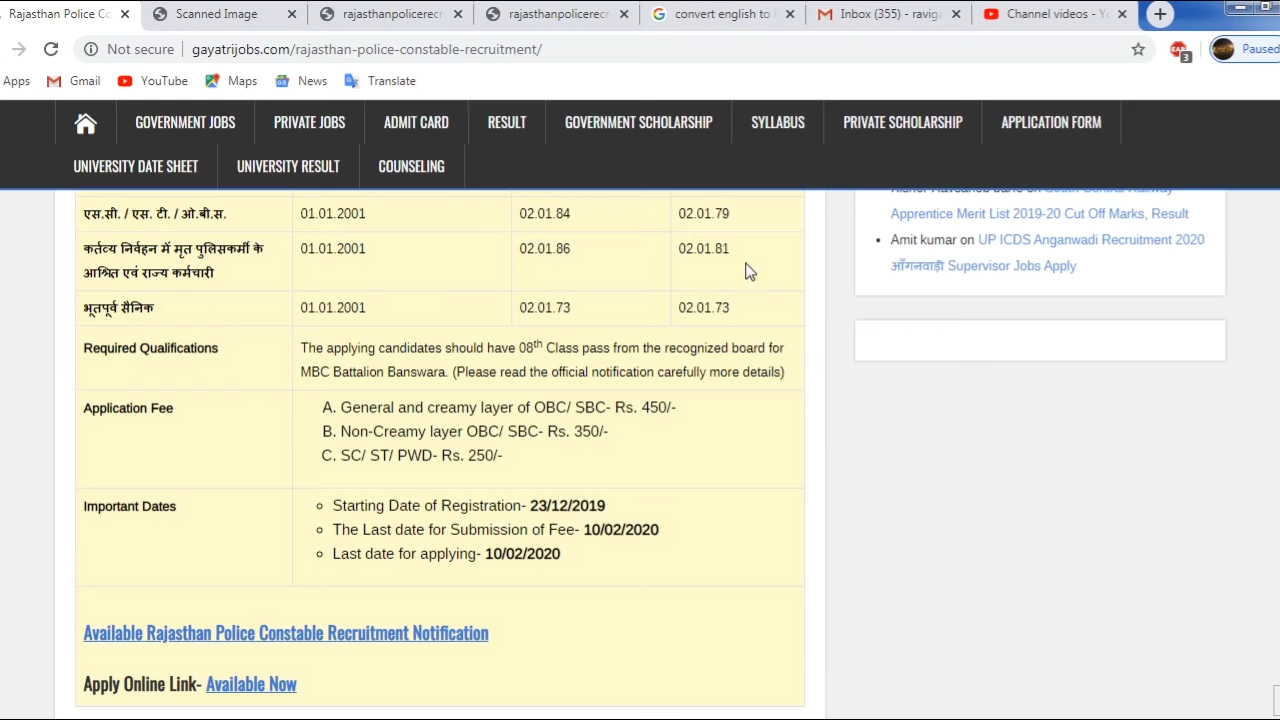 Rajasthan Police Co
Scanned Image
rajasthanpolicerecr
rajasthanpolicerecr
convert english to
Inbox (355) - raviga
Channel videos - Yo
Not secure
gayatrijobs.com/rajasthan-police-constable-recruitment/
3
Paused
Apps
Gmail
YouTube
Maps
News
Translate
GOVERNMENT JOBS
PRIVATE JOBS
ADMIT CARD
RESULT
GOVERNMENT SCHOLARSHIP
SYLLABUS
PRIVATE SCHOLARSHIP
APPLICATION FORM
UNIVERSITY DATE SHEET
UNIVERSITY RESULT
COUNSELING
एस.सी. / एस. टी. / ओ.बी.स. 01.01.2001 02.01.84 02.01.79
कर्तव्य निर्वहन में मृत पुलिसकर्मी के 01.01.2001 02.01.86 02.01.81
आश्रित एवं राज्य कर्मचारी
भूतपूर्व सैनिक 01.01.2001 02.01.73 02.01.73
Required Qualifications
The applying candidates should have 08th Class pass from the recognized board for
MBC Battalion Banswara. (Please read the official notification carefully more details)
Application Fee
A. General and creamy layer of OBC/ SBC- Rs. 450/-
B. Non-Creamy layer OBC/ SBC- Rs. 350/-
C. SC/ ST/ PWD- Rs. 250/-
Important Dates
Starting Date of Registration- 23/12/2019
The Last date for Submission of Fee- 10/02/2020
Last date for applying- 10/02/2020
Available Rajasthan Police Constable Recruitment Notification
Apply Online Link- Available Now
Apprentice Merit List 2019-20 Cut Off Marks, Result
Amit kumar on UP ICDS Anganwadi Recruitment 2020
आँगनवाड़ी Supervisor Jobs Apply